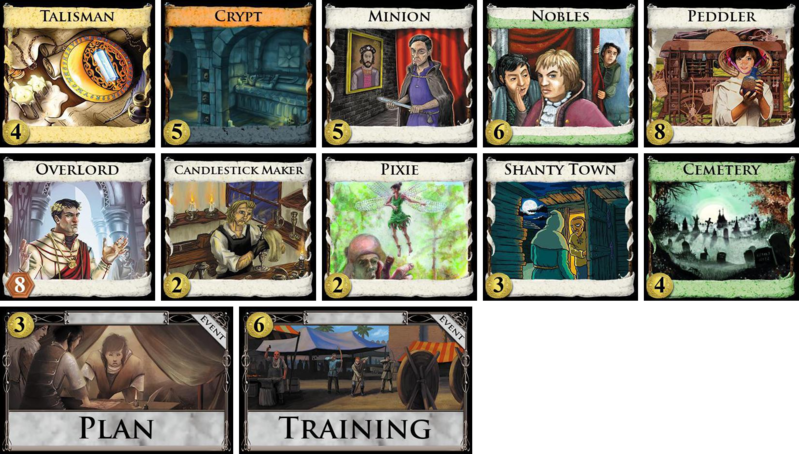 TALISMAN
4
CRYPT
5
MINION
5
NOBLES
6
PEDDLER
8
OVERLORD
8
CANDLESTICK MAKER
2
PIXIE
2
SHANTY TOWN
3
CEMETERY
4
3
EVENT
PLAN
6
EVENT
TRAINING